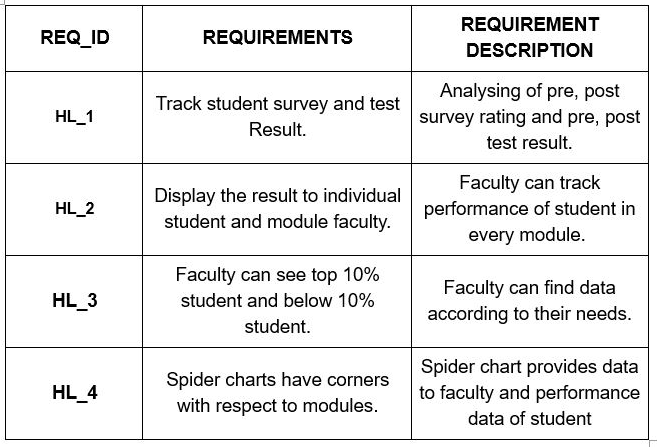 REQ_ID
REQUIREMENTS
REQUIREMENT
DESCRIPTION
HL_1
Track student survey and test
Result.
Analysing of pre, post
survey rating and pre, post
test result.
HL_2
Display the result to individual
student and module faculty.
Faculty can track
performance of student in
every module.
HL_3
Faculty can see top 10%
student and below 10%
student.
Faculty can find data
according to their needs.
HL_4
Spider charts have corners
with respect to modules.
Spider chart provides data
to faculty and performance
data of student